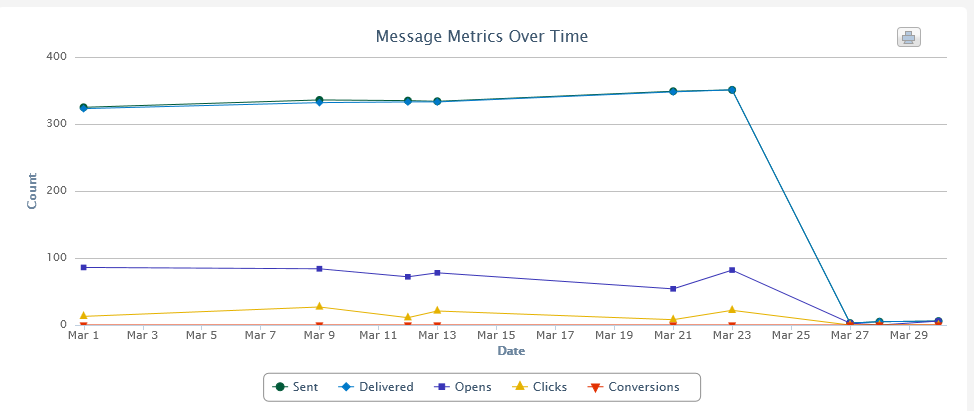 Message Metrics Over Time
400
300
200
100
0
Count
Mar 1 Mar 3 Mar 5 Mar 7 Mar 9 Mar 11 Mar 13 Mar 15 Mar 17 Mar 19 Mar 21 Mar 23 Mar 25 Mar 27 Mar 29
Date
Sent Delivered Opens Clicks Conversions